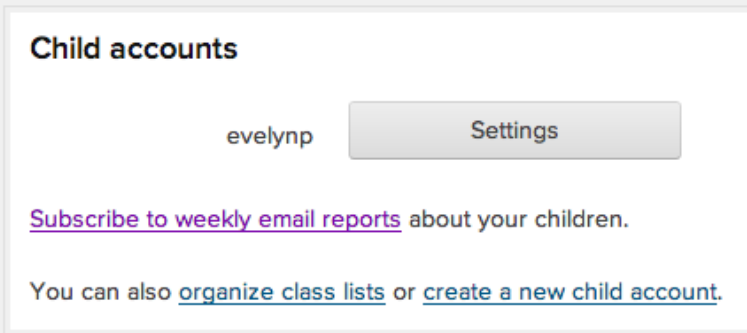 Child accounts
evelynp Settings
Subscribe to weekly email reports about your children.
You can also organize class lists or create a new child account.